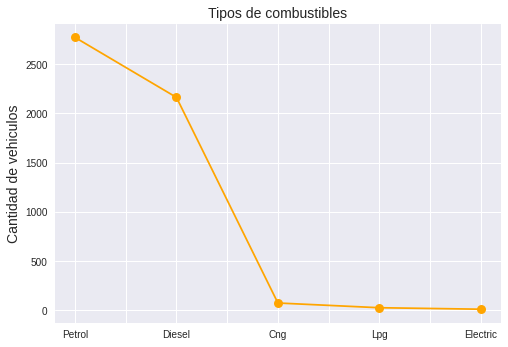 Tipos de combustibles
Cantidad de vehiculos
2500
2000
1500
1000
500
0
Petrol Diesel Cng Lpg Electric